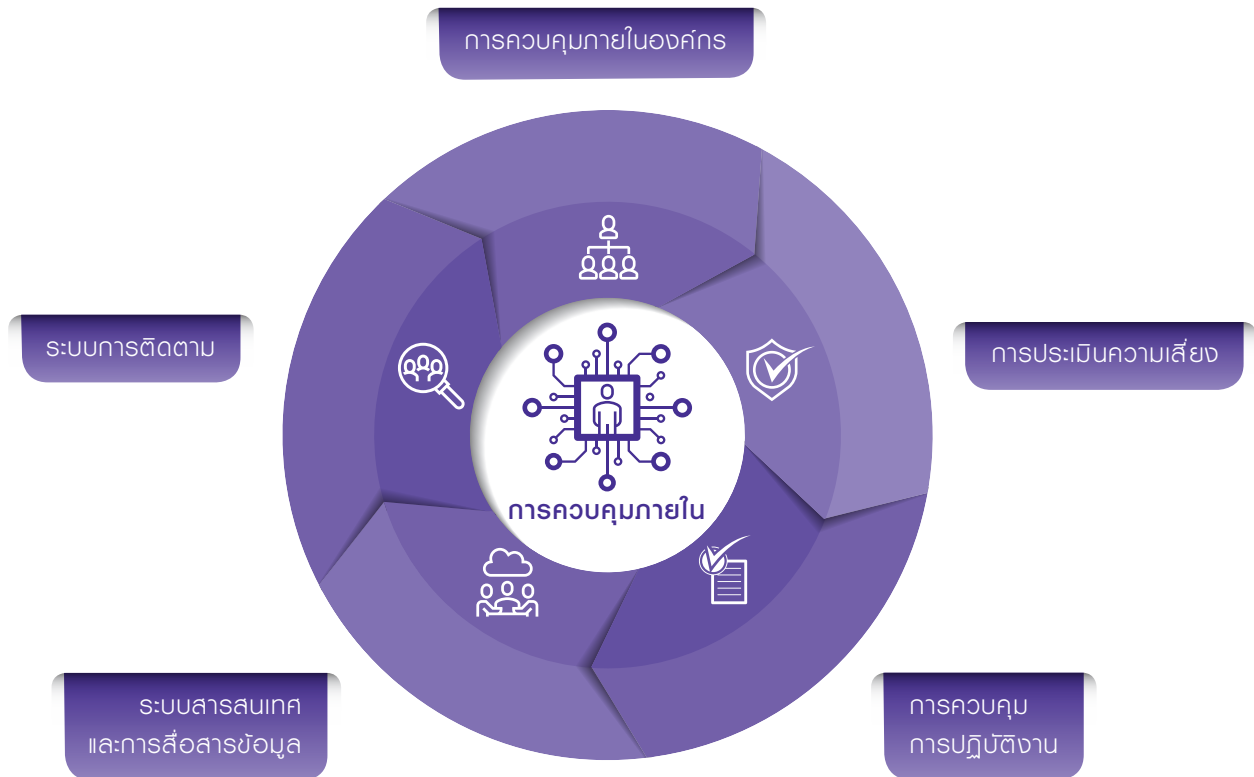 การควบคุมภายในองค์กร
ระบบการติดตาม
การประเมินความเสี่ยง
การควบคุมภายใน
ระบบสารสนเทศ
และการสื่อสารข้อมูล
การควบคุม
การปฏิบัติงาน